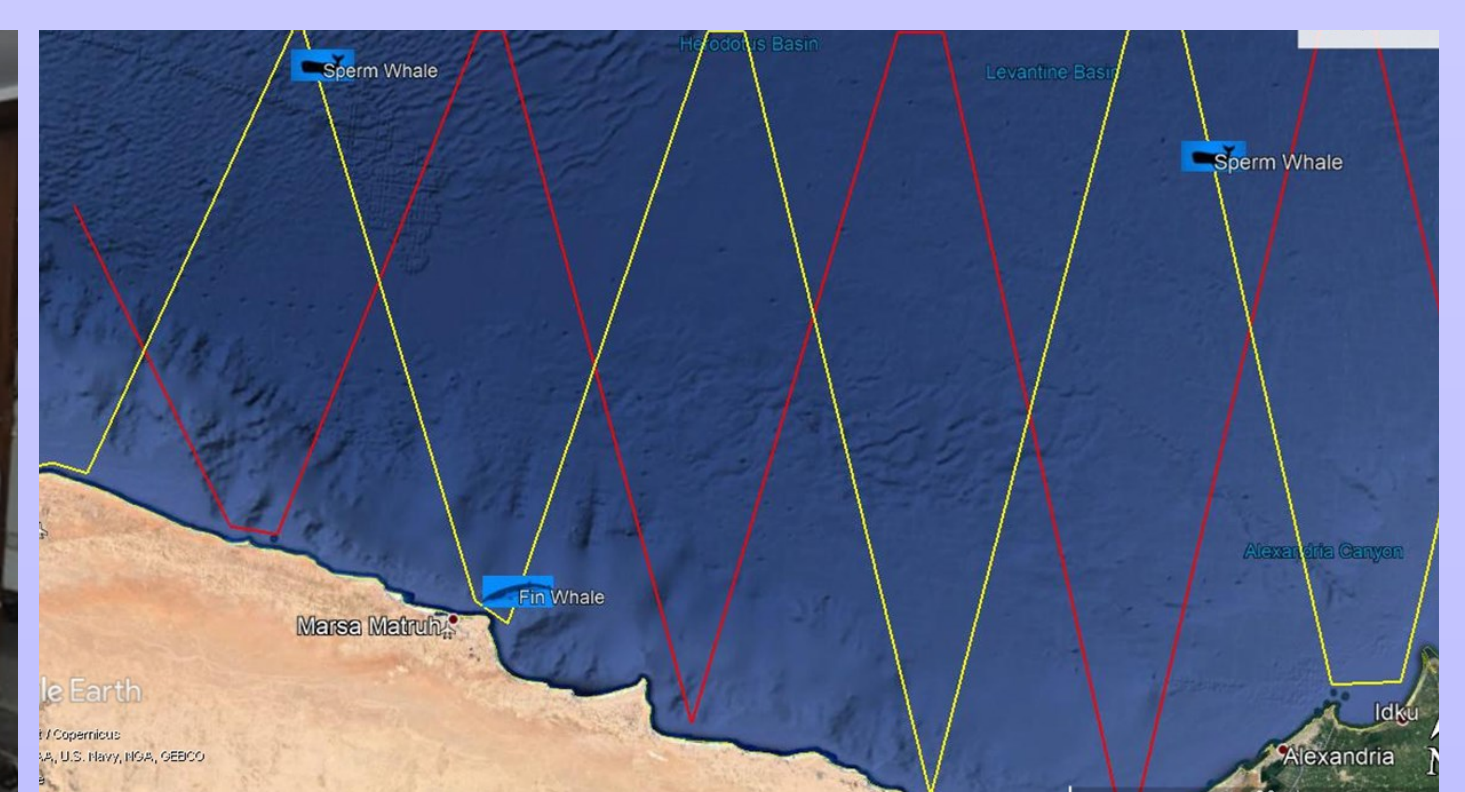 Herodotus Basin
Sperm Whale
Levantine Basin
Sperm Whale
Alexandria Canyon
Fin Whale
Marsa Matruh
le Earth
Idku
t / Copernicus
AA, U.S. Navy, NGA, GEBCO
Alexandria
N